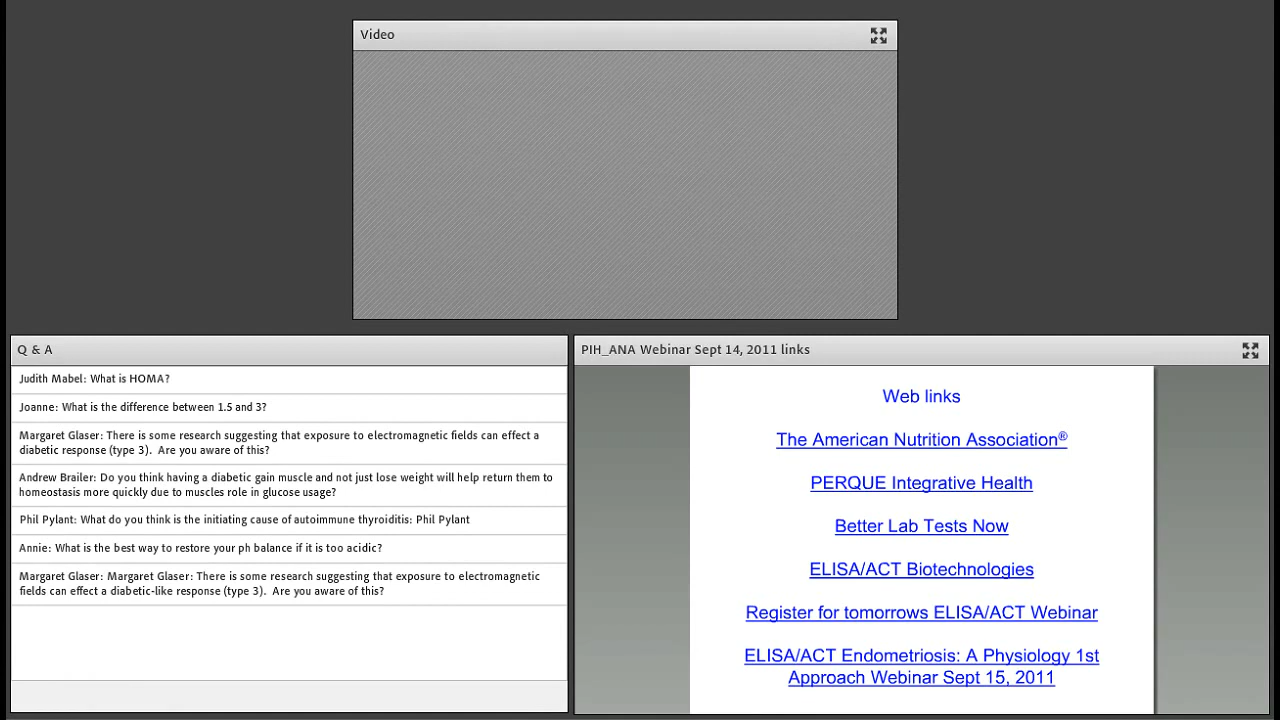 Video
Q & A
Judith Mabel: What is HOMA?
Joanne: What is the difference between 1.5 and 3?
Margaret Glaser: There is some research suggesting that exposure to electromagnetic fields can effect a
diabetic response (type 3).  Are you aware of this?
Andrew Brailer: Do you think having a diabetic gain muscle and not just lose weight will help return them to
homeostasis more quickly due to muscles role in glucose usage?
Phil Pylant: What do you think is the initiating cause of autoimmune thyroiditis: Phil Pylant
Annie: What is the best way to restore your ph balance if it is too acidic?
Margaret Glaser: Margaret Glaser: There is some research suggesting that exposure to electromagnetic
fields can effect a diabetic-like response (type 3).  Are you aware of this?
PIH_ANA Webinar Sept 14, 2011 links
Web links
The American Nutrition Association®
PERQUE Integrative Health
Better Lab Tests Now
ELISA/ACT Biotechnologies
Register for tomorrows ELISA/ACT Webinar
ELISA/ACT Endometriosis: A Physiology 1st
Approach Webinar Sept 15, 2011